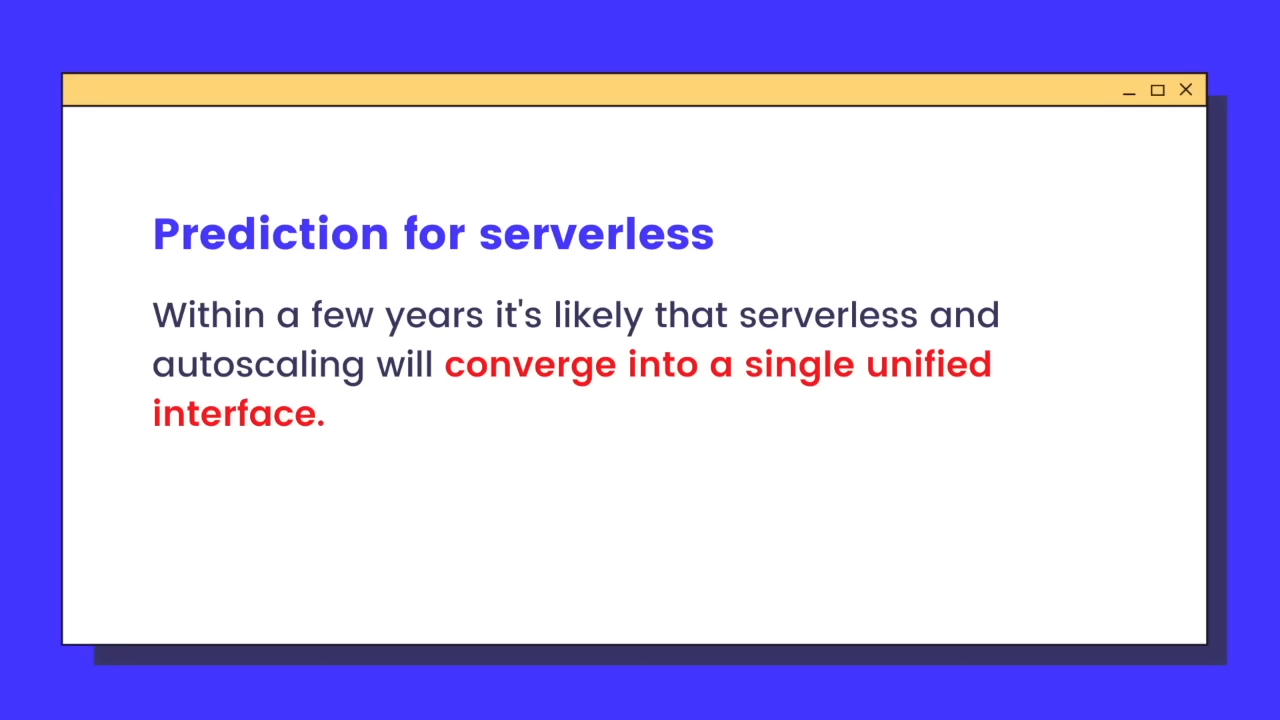 Prediction for serverless
Within a few years it's likely that serverless and
autoscaling will converge into a single unified
interface.